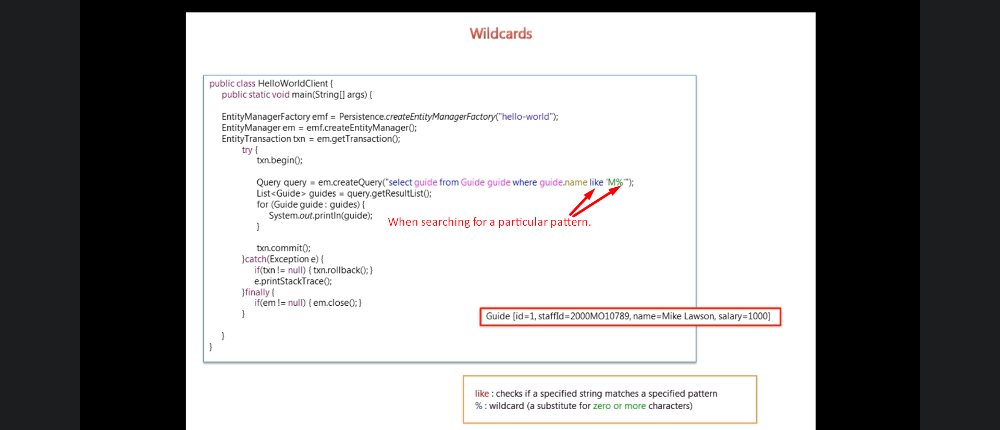 Wildcards
public class HelloWorldClient {
public static void main(String[] args) {
EntityManagerFactory emf = Persistence.createEntityManagerFactory("hello-world");
EntityManager em = emf.createEntityManager();
EntityTransaction txn = em.getTransaction();
try {
txn.begin();
Query query = em.createQuery("select guide from Guide guide where guide.name like 'M%'");
List<Guide> guides = query.getResultList();
for (Guide guide : guides) {
System.out.println(guide);
When searching for a particular pattern.
}
txn.commit();
}catch(Exception e) {
if(txn != null) { txn.rollback(); }
e.printStackTrace();
}finally {
if(em != null) { em.close(); }
}
Guide [id=1, staffId=2000MO10789, name=Mike Lawson, salary=1000]
}
}
like : checks if a specified string matches a specified pattern
% : wildcard (a substitute for zero or more characters)